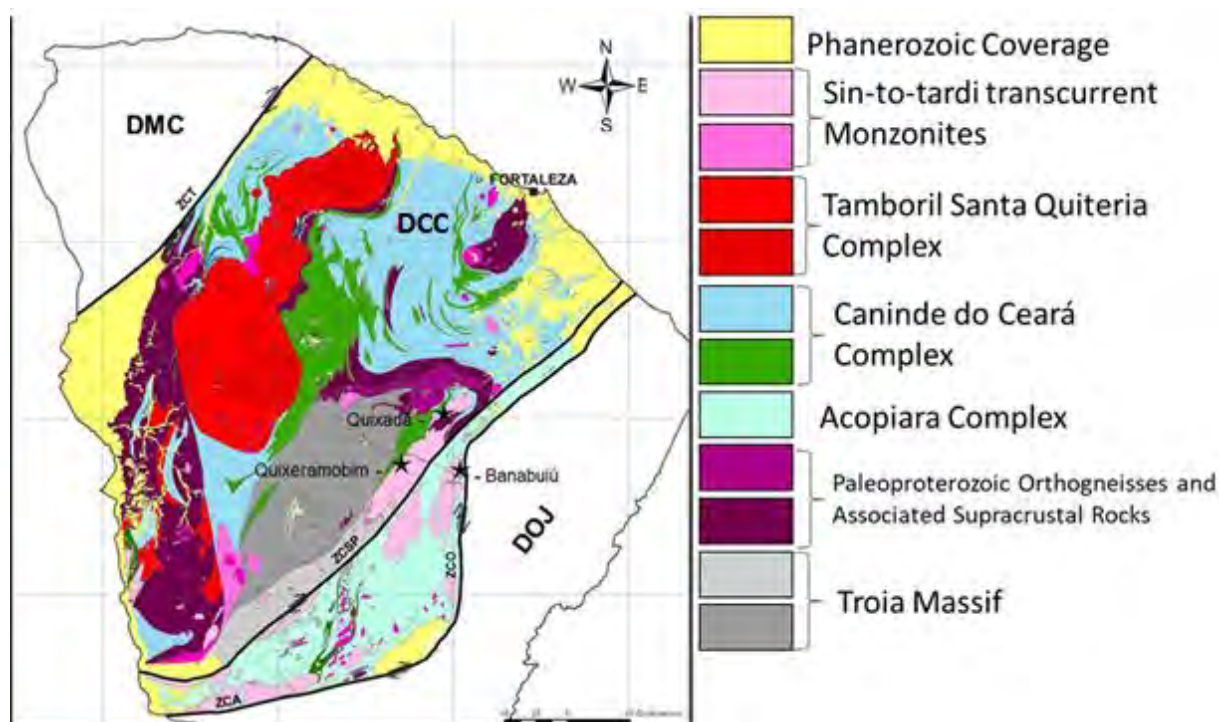 N
W
E
S
DMC
ZCT
FORTALEZA
DCC
Quixadá -
Quixeramobim -
- Banabuiú
DOJ
ZCSP
ZCO
ZCA
Phanerozoic Coverage
Sin-to-tardi transcurrent
Monzonites
Tamboril Santa Quiteria
Complex
Caninde do Ceará
Complex
Acopiara Complex
Paleoproterozoic Orthogneisses and
Associated Supracrustal Rocks
Troia Massif